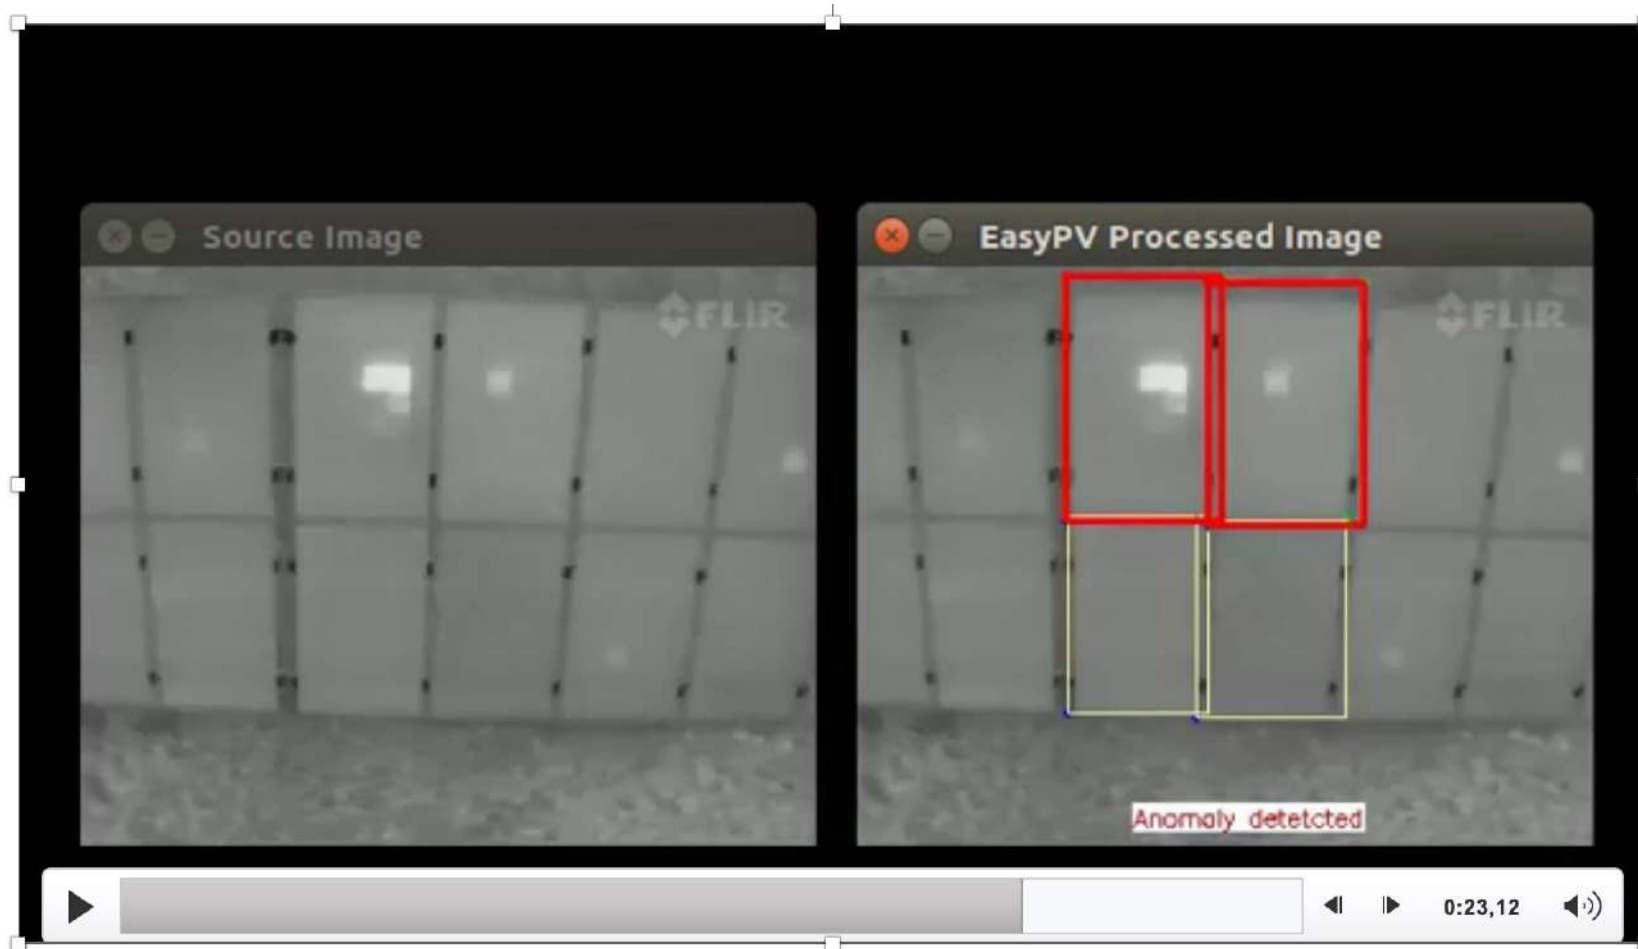 Source Image
EasyPV Processed Image
FLIR
FLIR
Anomaly detetcted
0:23,12